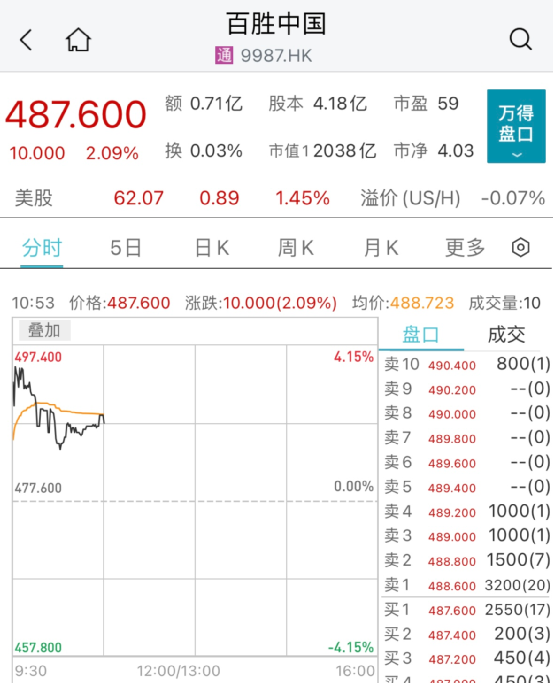 百胜中国
通 9987.HK
487.600 额 0.71亿 股本 4.18亿 市盈 59 万得
10.000 2.09% 换 0.03% 市值1 2038亿 市净 4.03 盘口
美股 62.07 0.89 1.45% 溢价(US/H) -0.07%
分时 5日 日K 周K 月K 更多
10:53 价格:487.600 涨跌:10.000(2.09%) 均价:488.723 成交量:10
叠加 盘口 成交
497.400 4.15% 卖10 490.400 800(1)
卖9 490.200 --(0)
卖8 490.000 --(0)
卖7 489.800 --(0)
卖6 489.600 --(0)
477.600 0.00% 卖5 489.400 --(0)
卖4 489.200 1000(1)
卖3 489.000 1000(1)
卖2 488.800 1500(7)
卖1 488.600 3200(20)
买1 487.600 2550(17)
买2 487.400 200(3)
457.800 -4.15% 买3 487.200 450(4)
9:30 12:00/13:00 16:00 买4 450(3)